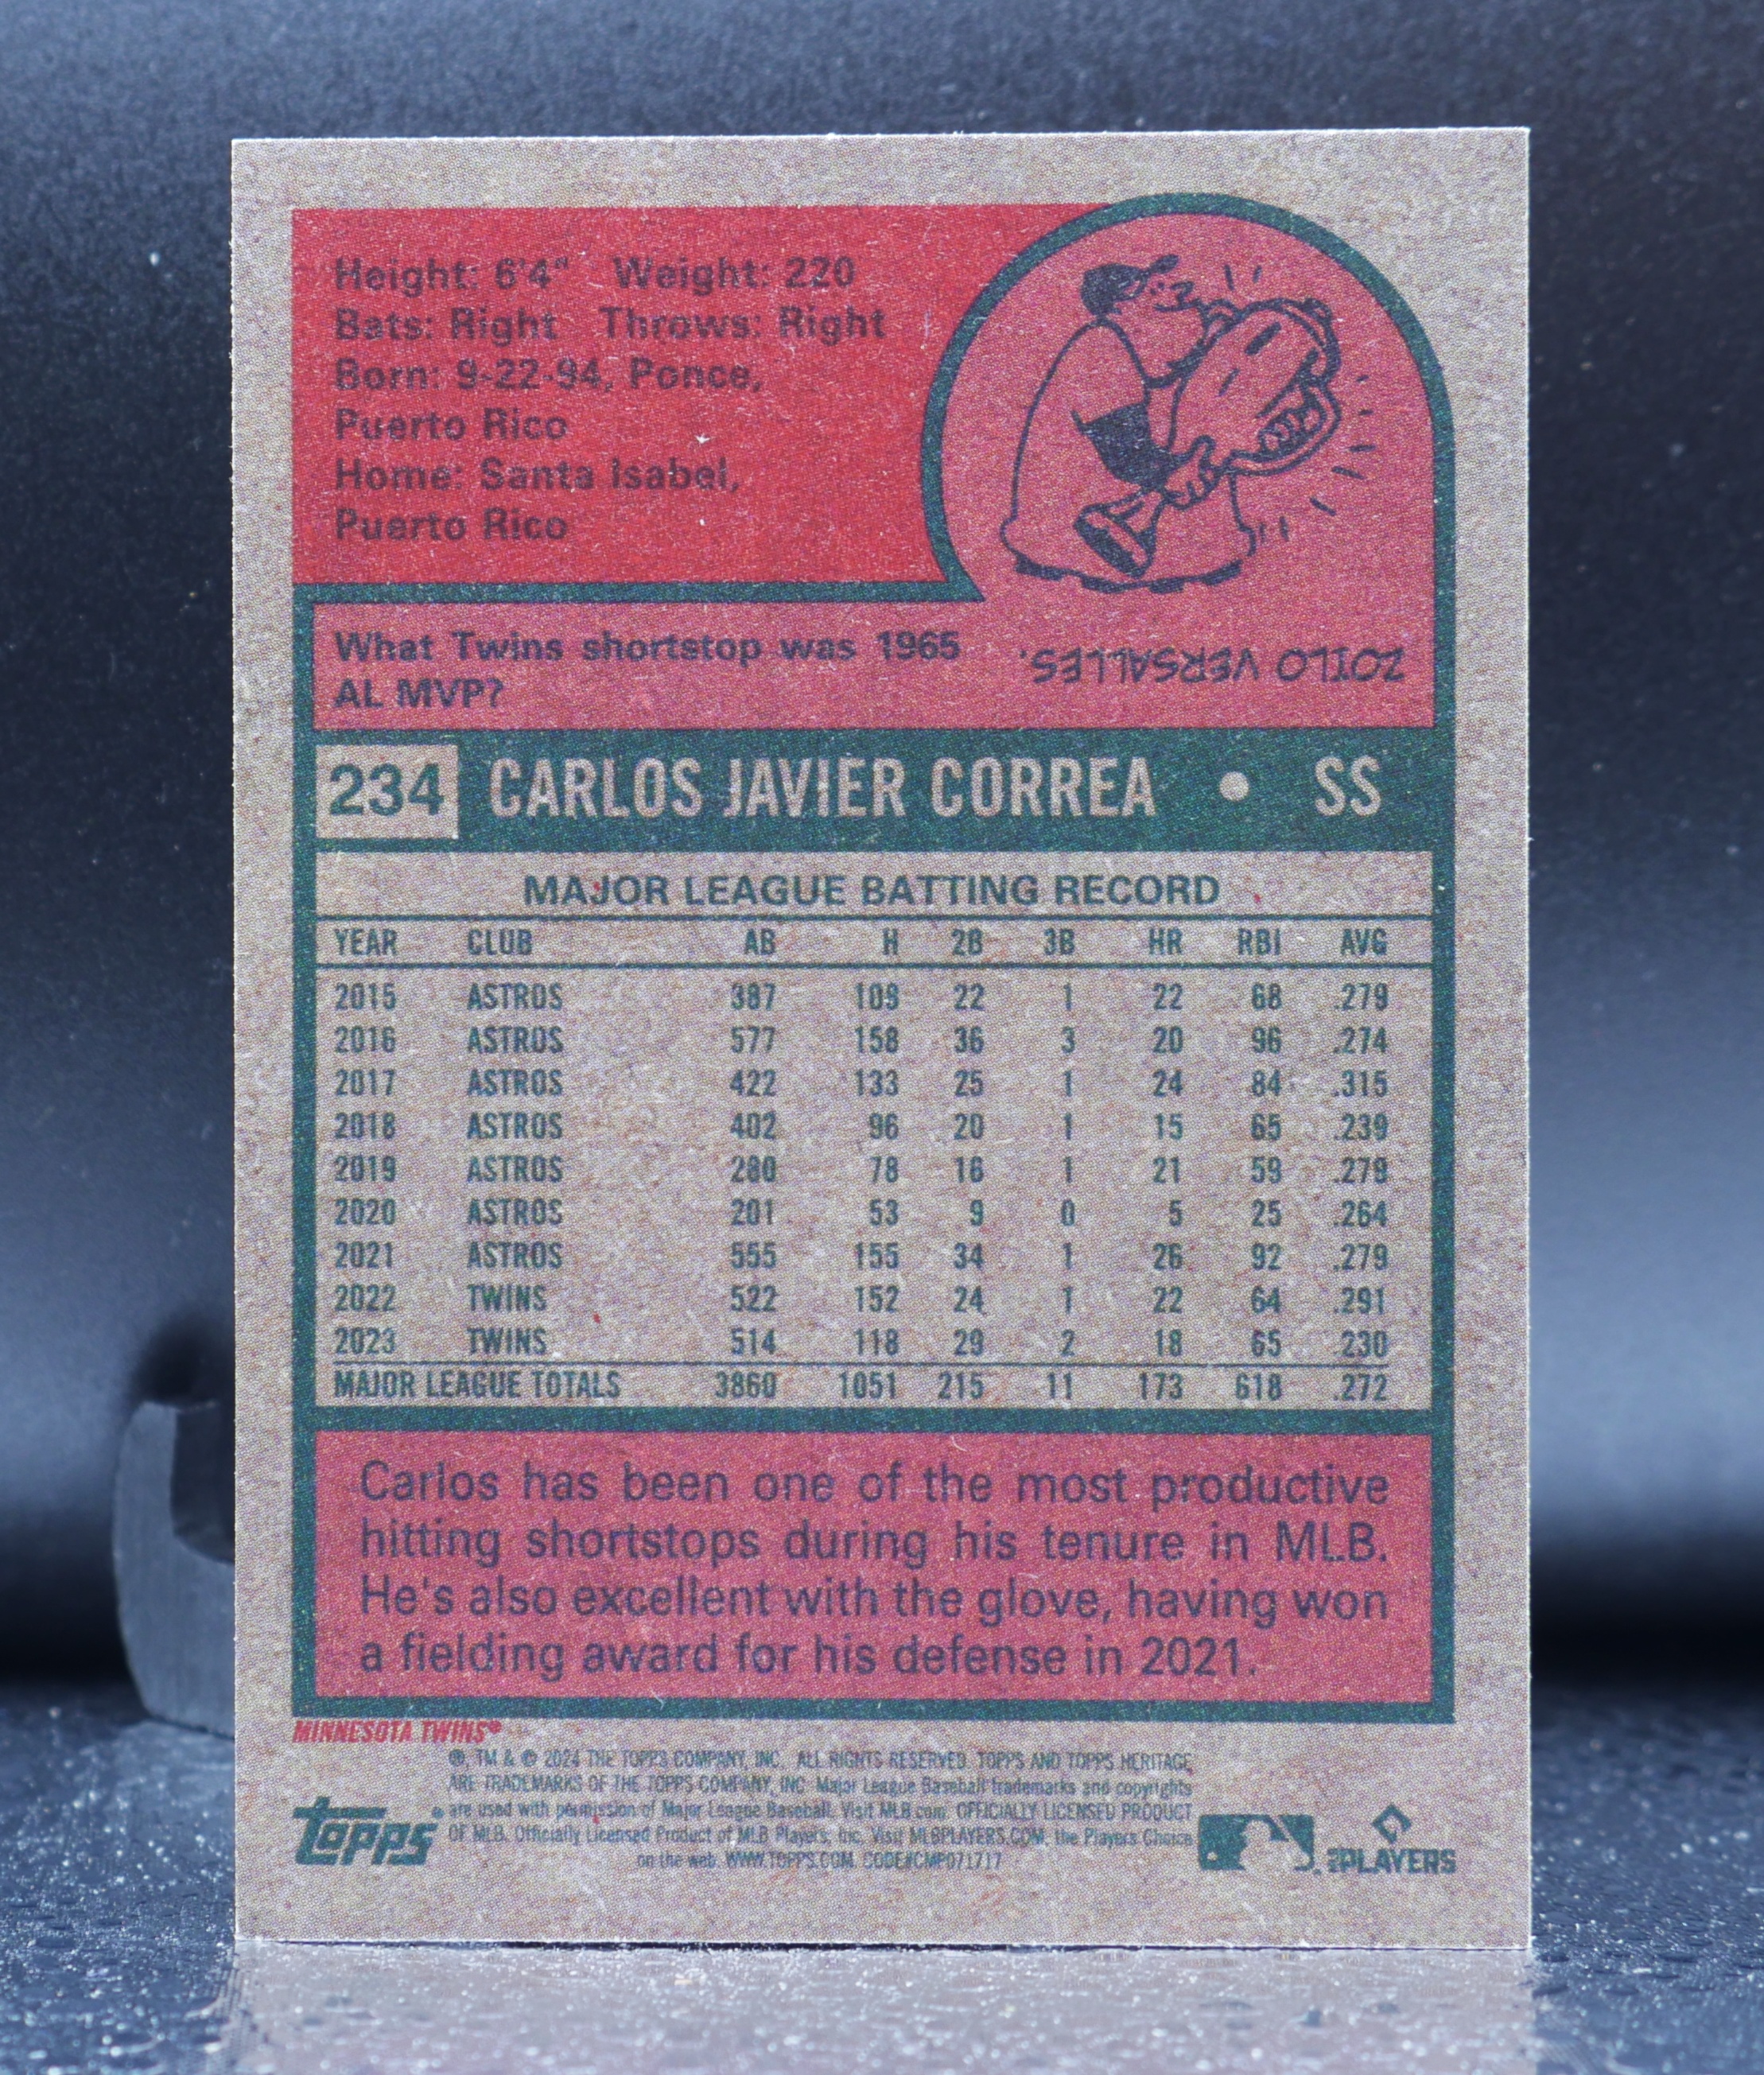 Height: 6'4" Weight: 220
Bats: Right Throws: Right
Born: 9-22-94, Ponce,
Puerto Rico
Home: Santa Isabel,
Puerto Rico
What Twins shortstop was 1965
AL MVP?
ZOILO VERSALLES.
234 CARLOS JAVIER CORREA • SS
MAJOR LEAGUE BATTING RECORD
YEAR CLUB AB H 2B 3B HR RBI AVG
2015 ASTROS 387 108 22 1 22 68 .279
2016 ASTROS 577 158 36 3 20 96 .274
2017 ASTROS 422 133 25 1 24 84 .315
2018 ASTROS 402 96 20 1 15 65 .239
2019 ASTROS 280 78 16 1 21 59 .279
2020 ASTROS 201 53 9 0 5 25 .264
2021 ASTROS 555 155 34 1 26 92 .279
2022 TWINS 522 152 24 1 22 64 .291
2023 TWINS 514 118 29 2 18 65 .230
MAJOR LEAGUE TOTALS 3860 1051 215 11 173 618 .272
Carlos has been one of the most productive
hitting shortstops during his tenure in MLB.
He's also excellent with the glove, having won
a fielding award for his defense in 2021.
MINNESOTA TWINS®
®, TM & © 2024 THE TOPPS COMPANY, INC. ALL RIGHTS RESERVED. TOPPS AND TOPPS HERITAGE
ARE TRADEMARKS OF THE TOPPS COMPANY, INC. Major League Baseball trademarks and copyrights
are used with permission of Major League Baseball. Visit MLB.com. OFFICIALLY LICENSED PRODUCT
OF MLB. Officially Licensed Product of MLB Players, Inc. Visit MLBPLAYERS.COM, the Players Choice
on the web. WWW.TOPPS.COM. CODE#CMP071717
Topps®
MLB PLAYERS